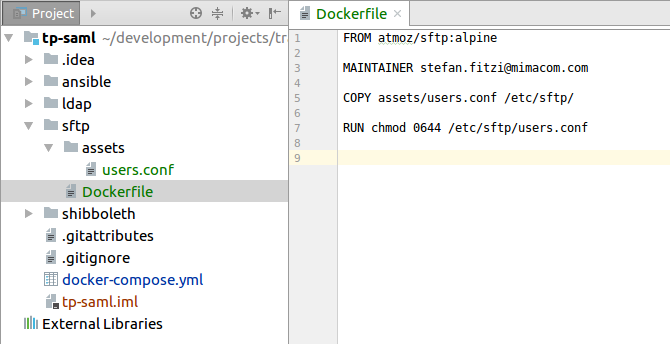 Project
tp-saml ~/development/projects/tr
.idea
ansible
ldap
sftp
assets
users.conf
Dockerfile
shibboleth
.gitattributes
.gitignore
docker-compose.yml
tp-saml.iml
External Libraries
Dockerfile
1 FROM atmoz/sftp:alpine
2
3 MAINTAINER stefan.fitzi@mimacom.com
4
5 COPY assets/users.conf /etc/sftp/
6
7 RUN chmod 0644 /etc/sftp/users.conf
8
9